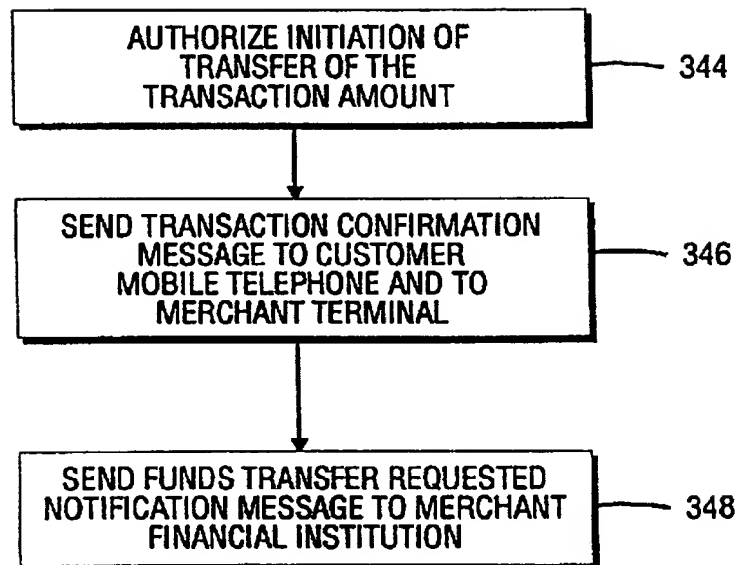 AUTHORIZE INITIATION OF
TRANSFER OF THE
TRANSACTION AMOUNT
344
SEND TRANSACTION CONFIRMATION
MESSAGE TO CUSTOMER
MOBILE TELEPHONE AND TO
MERCHANT TERMINAL
346
SEND FUNDS TRANSFER REQUESTED
NOTIFICATION MESSAGE TO MERCHANT
FINANCIAL INSTITUTION
348